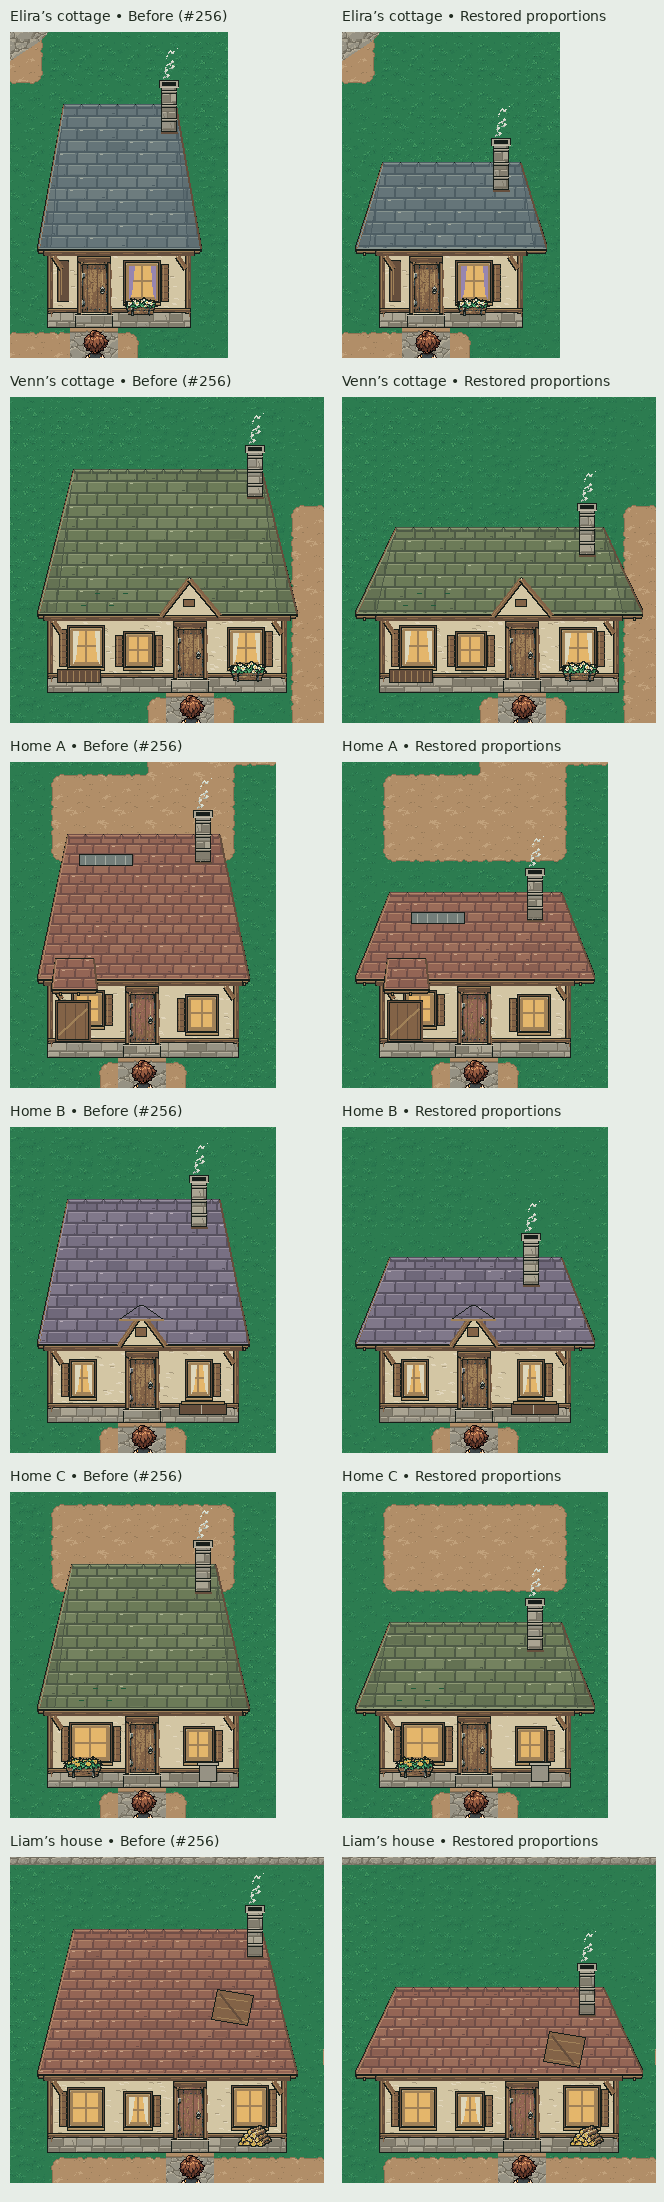 Elira’s cottage • Before (#256)
Elira’s cottage • Restored proportions
Venn’s cottage • Before (#256)
Venn’s cottage • Restored proportions
Home A • Before (#256)
Home A • Restored proportions
Home B • Before (#256)
Home B • Restored proportions
Home C • Before (#256)
Home C • Restored proportions
Liam’s house • Before (#256)
Liam’s house • Restored proportions